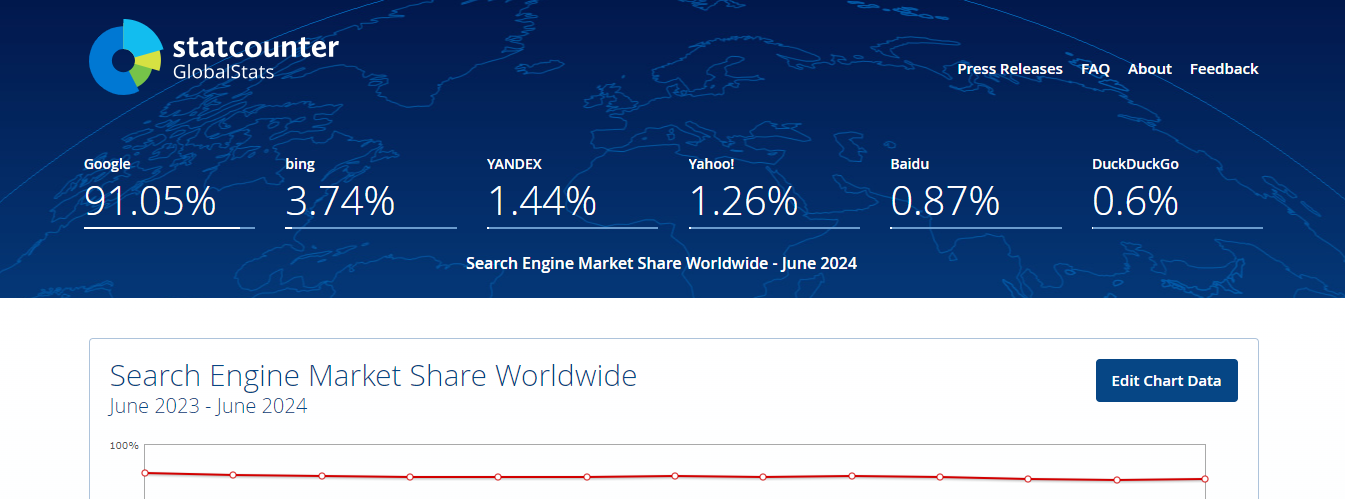 statcounter
GlobalStats
Press Releases FAQ About Feedback
Google bing YANDEX Yahoo! Baidu DuckDuckGo
91.05% 3.74% 1.44% 1.26% 0.87% 0.6%
Search Engine Market Share Worldwide - June 2024
Search Engine Market Share Worldwide
June 2023 - June 2024
Edit Chart Data
100%